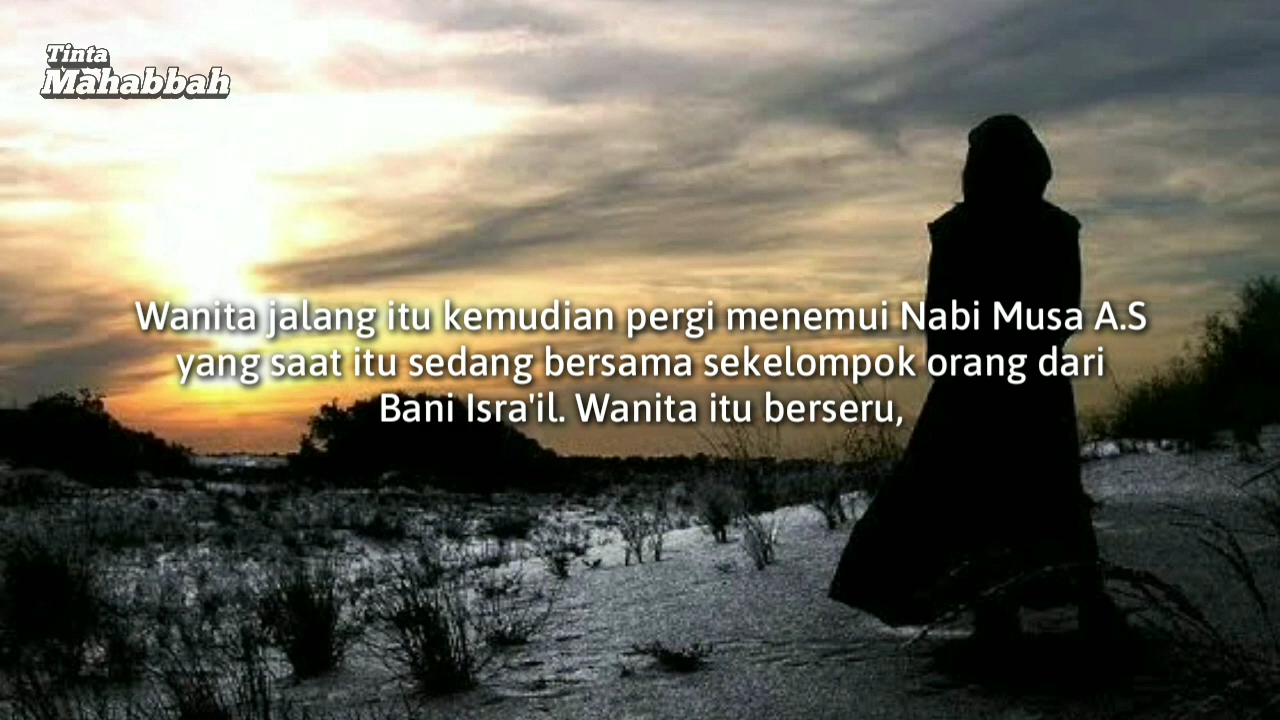 Tinta
Mahabbah
Wanita jalang itu kemudian pergi menemui Nabi Musa A.S
yang saat itu sedang bersama sekelompok orang dari
Bani Isra'il. Wanita itu berseru,